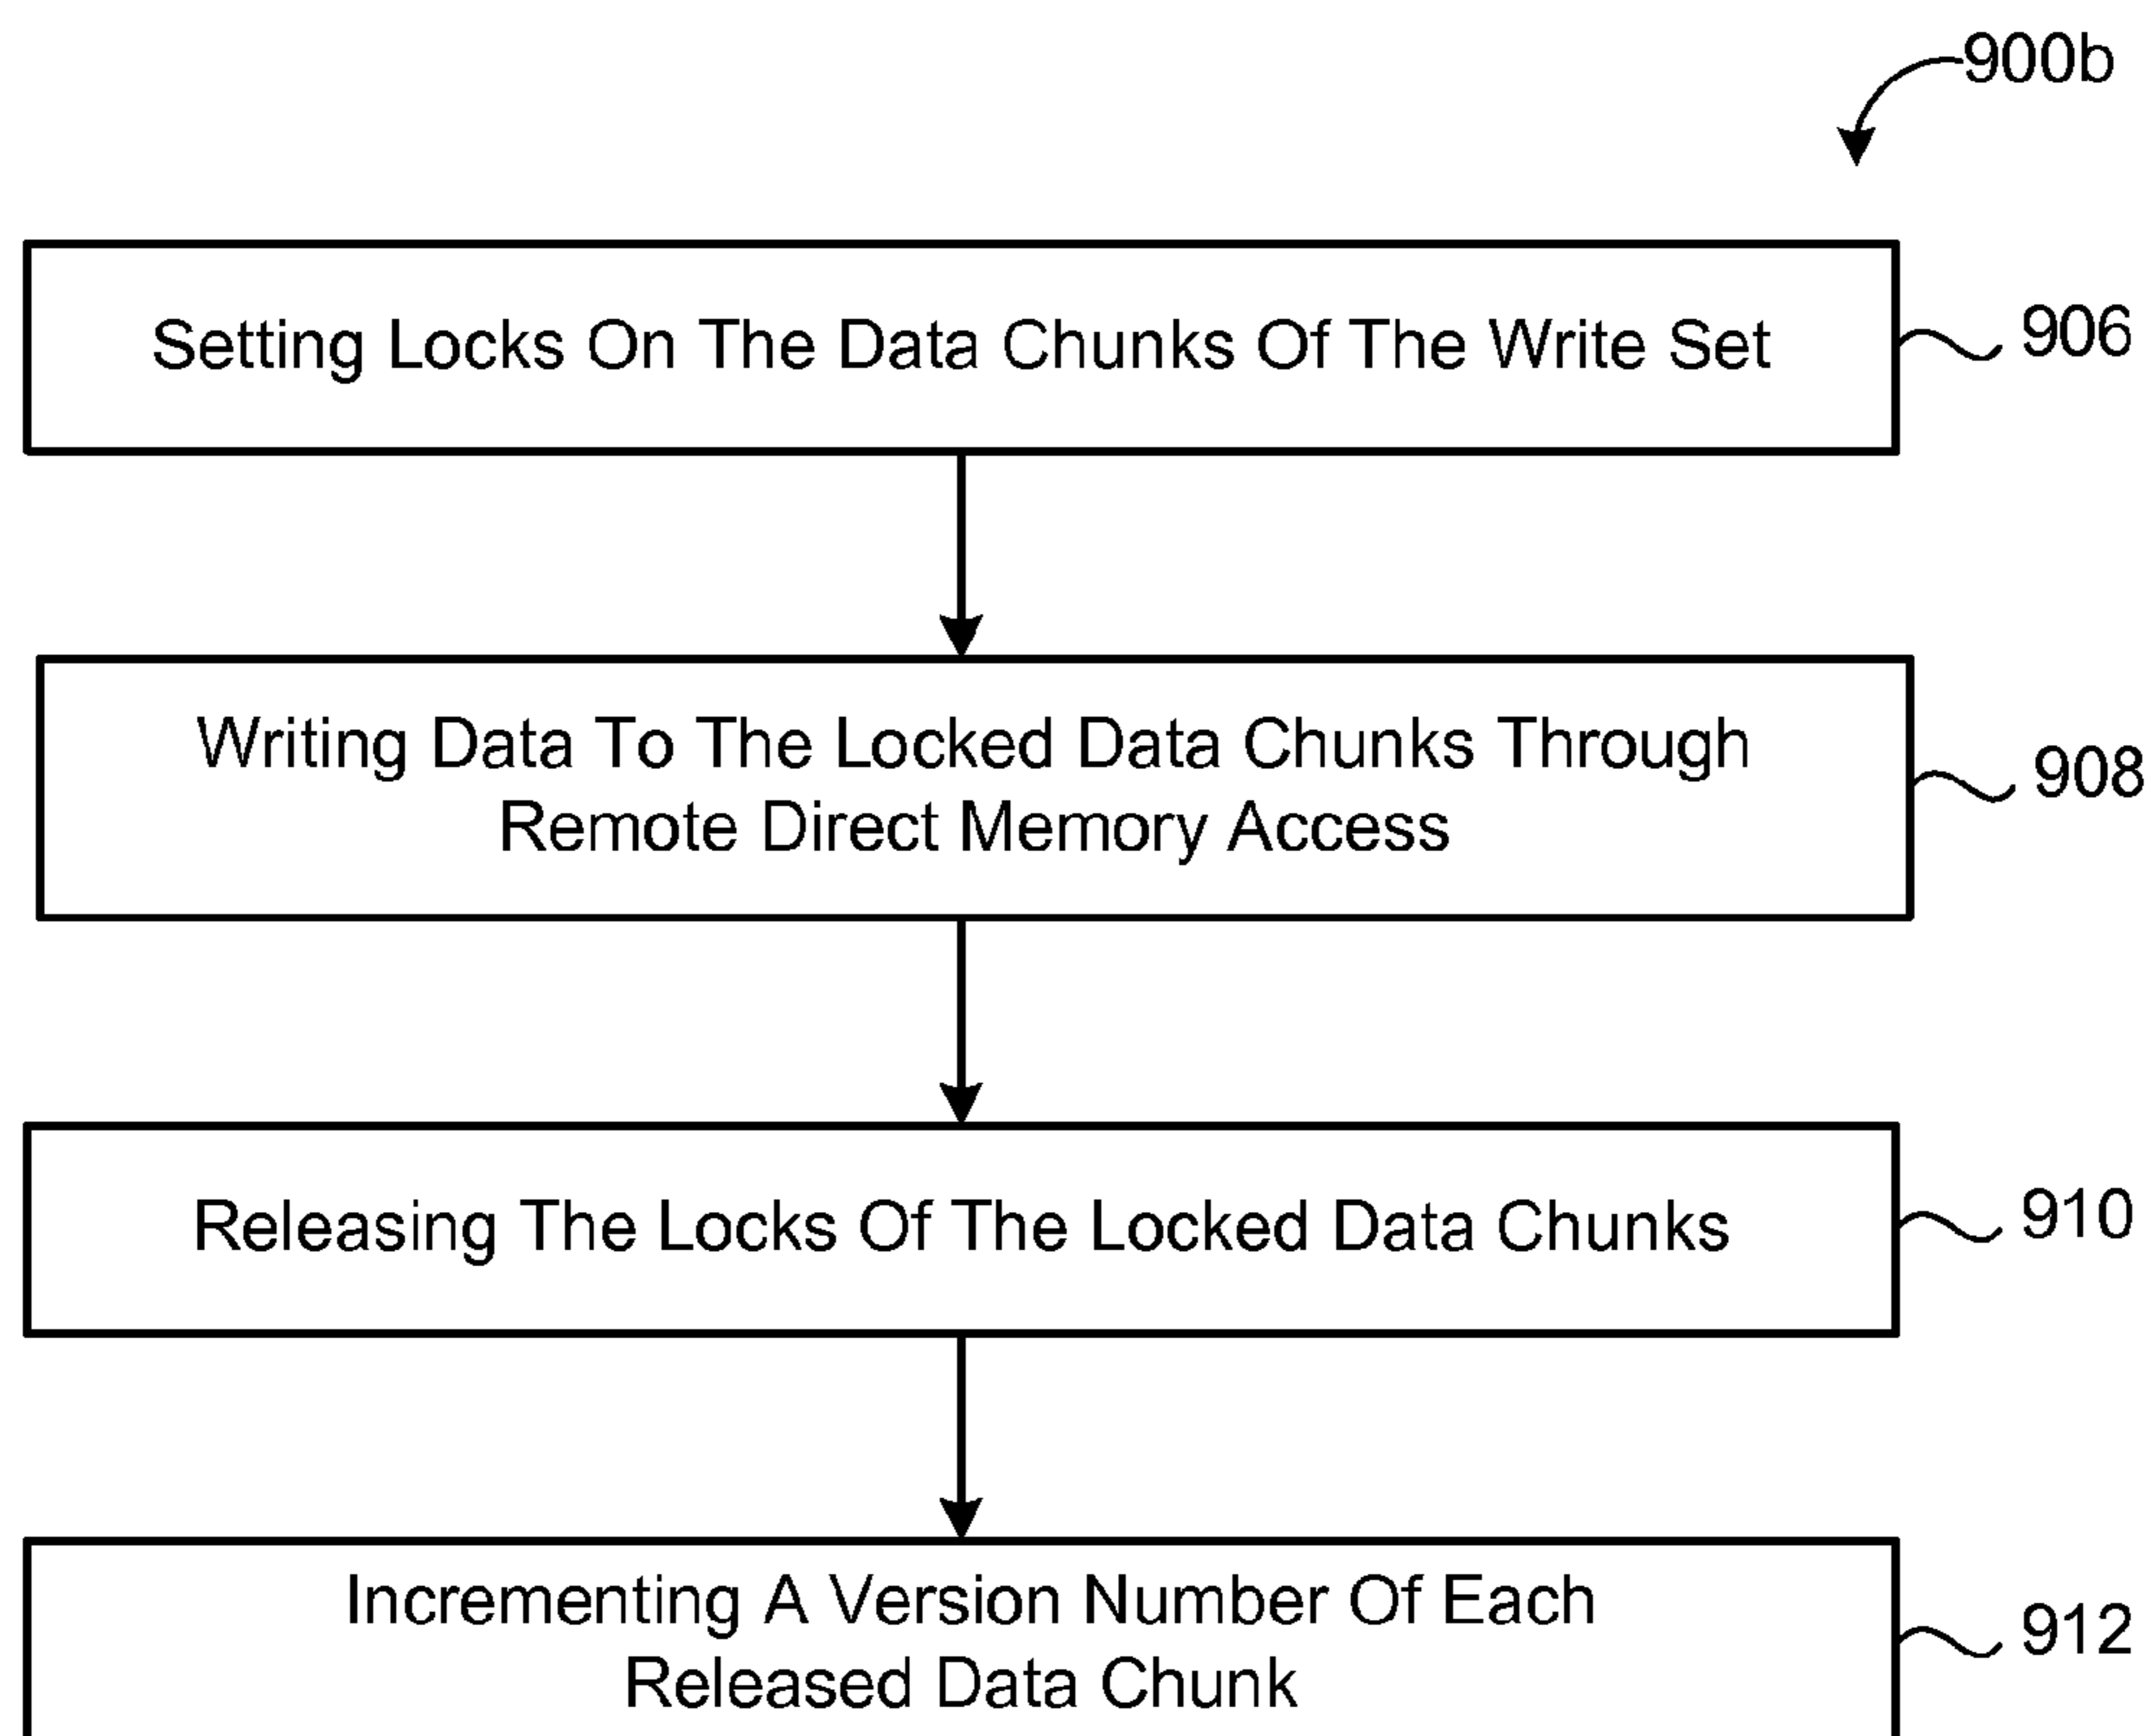 900b
Setting Locks On The Data Chunks Of The Write Set
906
Writing Data To The Locked Data Chunks Through
Remote Direct Memory Access
908
Releasing The Locks Of The Locked Data Chunks
910
Incrementing A Version Number Of Each
Released Data Chunk
912